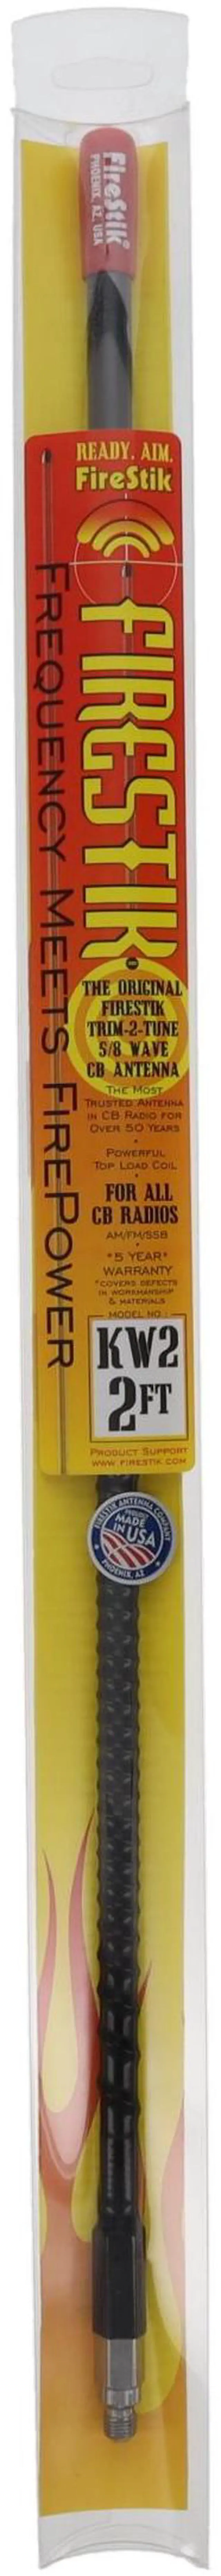 FireStik®
PHOENIX, AZ, USA
READY. AIM.
FireStik
FIRESTIK
FREQUENCY MEETS FIREPOWER
THE ORIGINAL
FIRESTIK
TRIM-2-TUNE
5/8 WAVE
CB ANTENNA
THE MOST
TRUSTED ANTENNA
IN CB RADIO FOR
OVER 50 YEARS
POWERFUL
TOP LOAD COIL
FOR ALL
CB RADIOS
AM/FM/SSB
*5 YEAR*
WARRANTY
*COVERS DEFECTS
IN WORKMANSHIP
& MATERIALS
MODEL NO.:
KW2
2FT
PRODUCT SUPPORT
WWW.FIRESTIK.COM
FIRESTIK ANTENNA COMPANY
PROUDLY
MADE
IN USA
PHOENIX, AZ